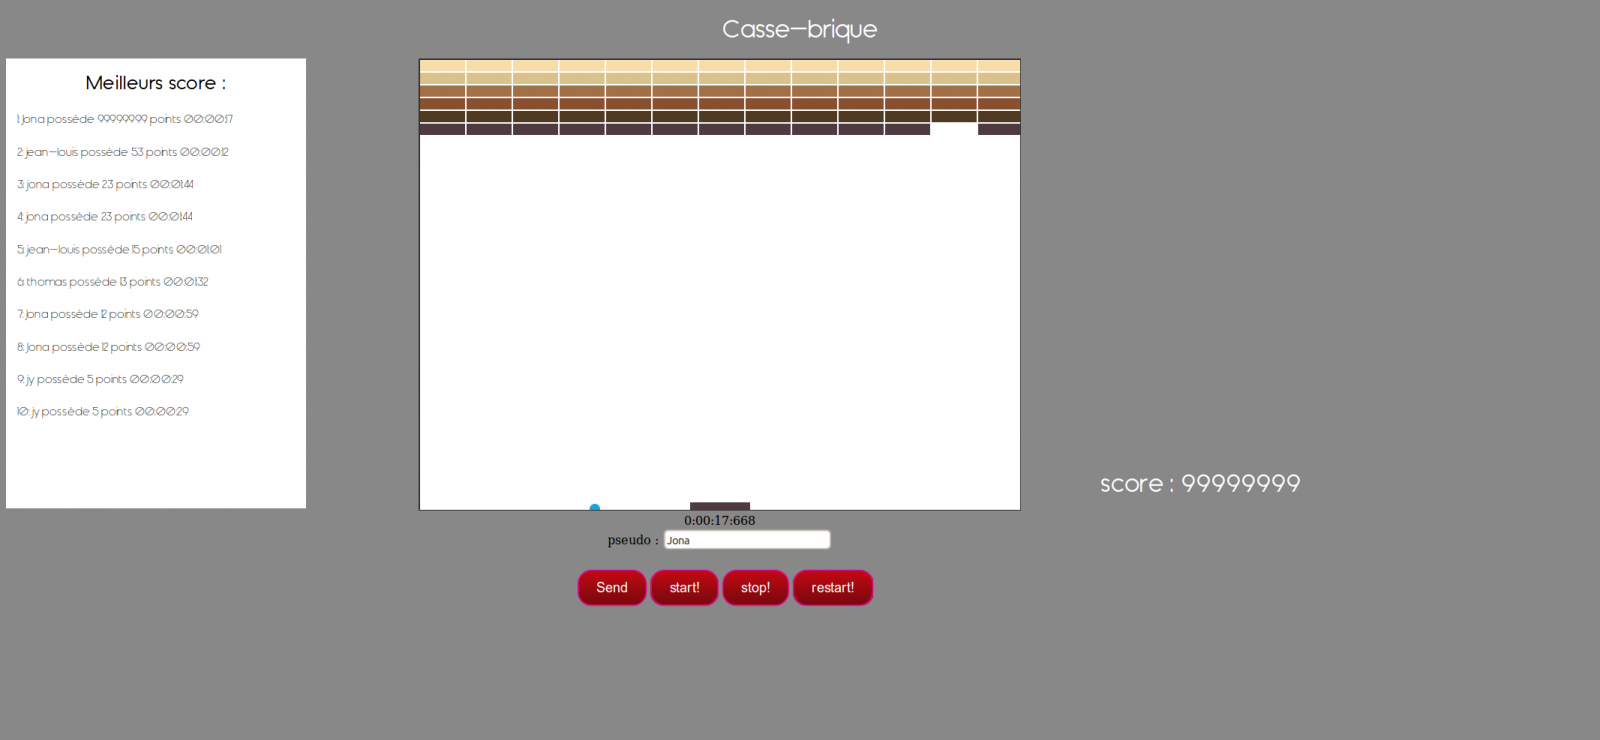 Casse-brique
Meilleurs score :
1: Jona possède 99999999 points 00:00:17
2: jean-louis possède 53 points 00:00:12
3: jona possède 23 points 00:01:44
4: jona possède 23 points 00:01:44
5: jean-louis possède 15 points 00:01:01
6: thomas possède 13 points 00:01:32
7: Jona possède 12 points 00:00:59
8: Jona possède 12 points 00:00:59
9: jy possède 5 points 00:00:29
10: jy possède 5 points 00:00:29
score : 99999999
0:00:17:668
pseudo : Jona
Send start! stop! restart!